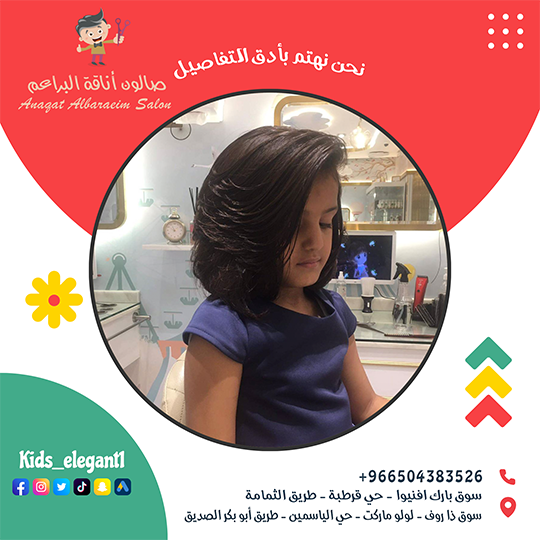 صالون أناقة البراعم
Anaqat Albaraeim Salon
نحن نهتم بأدق التفاصيل
Kids_elegant1
+966504383526
سوق بارك افنيوا - حي قرطبة - طريق الثمامة
سوق ذا روف - لولو ماركت - حي الياسمين - طريق أبو بكر الصديق